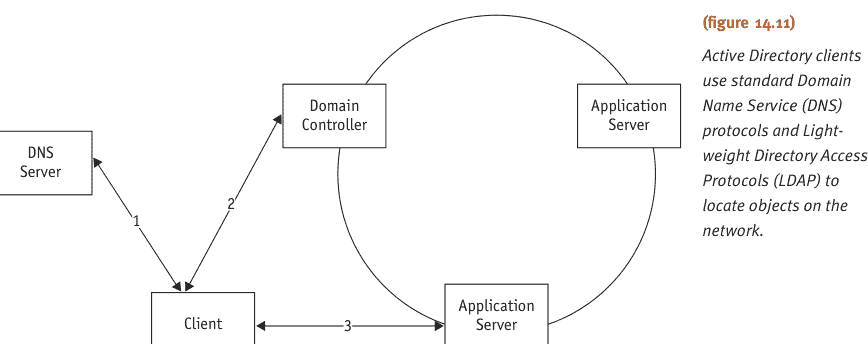 Domain
Controller
Application
Server
DNS
Server
1
2
Client
3
Application
Server
(figure 14.11)
Active Directory clients
use standard Domain
Name Service (DNS)
protocols and Light-
weight Directory Access
Protocols (LDAP) to
locate objects on the
network.